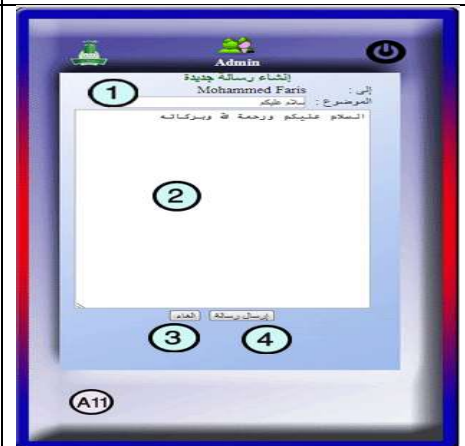 Admin
إنشاء رسالة جديدة
إلى : Mohammed Faris
الموضوع : سلام عليكم
السلام عليكم ورحمة الله وبركاته
1
2
إرسال رسالة الغاء
3 4
A11